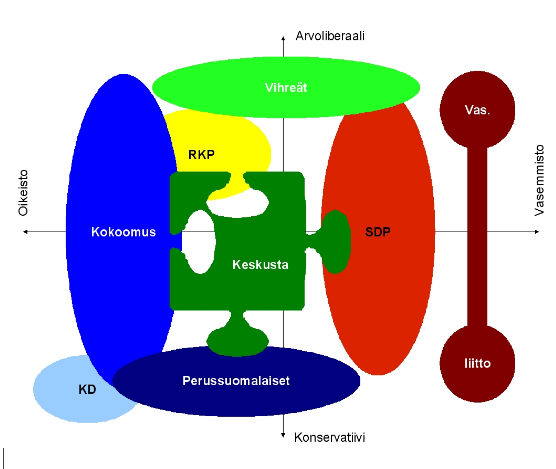 Arvoliberaali
Vihreät
Vas.
RKP
Oikeisto
Vasemmisto
Kokoomus
SDP
Keskusta
liitto
Perussuomalaiset
KD
Konservatiivi